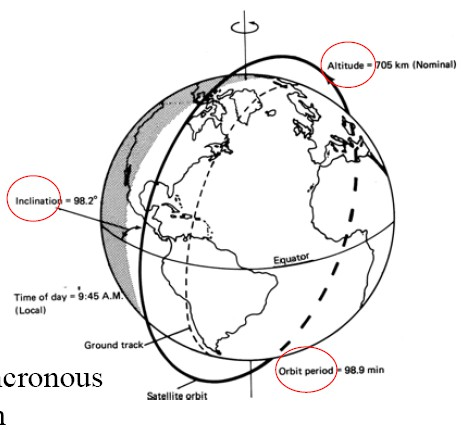 Altitude = 705 km (Nominal)
Inclination = 98.2°
Equator
Time of day = 9:45 A.M.
(Local)
Ground track
Orbit period = 98.9 min
Satellite orbit